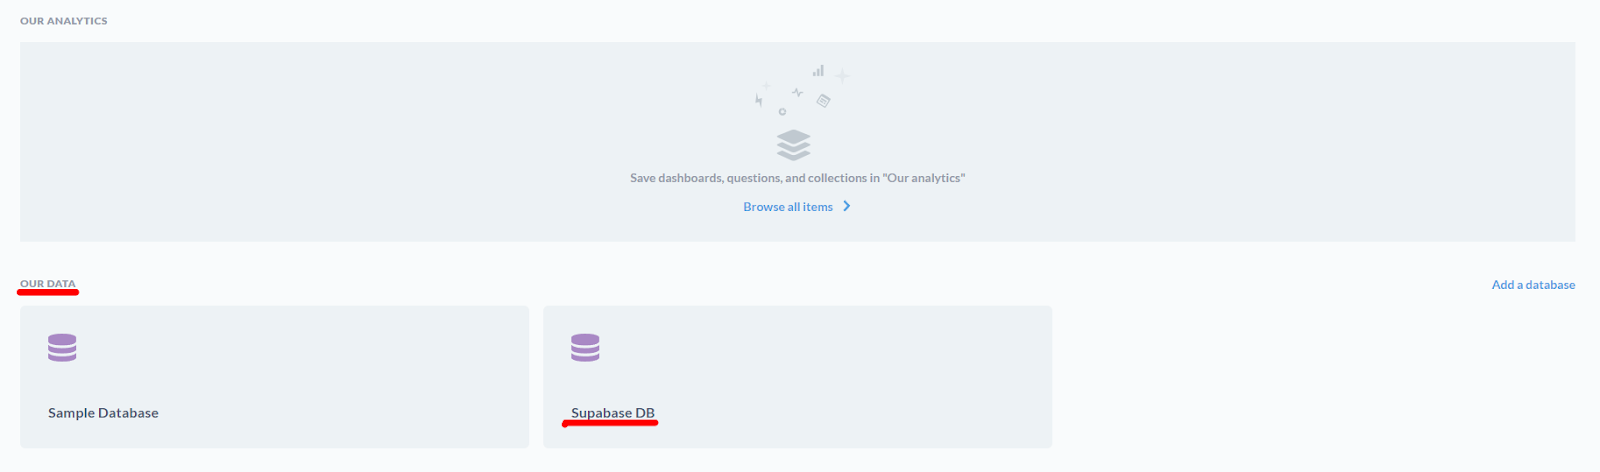 OUR ANALYTICS
Save dashboards, questions, and collections in "Our analytics"
Browse all items
OUR DATA
Add a database
Sample Database
Supabase DB